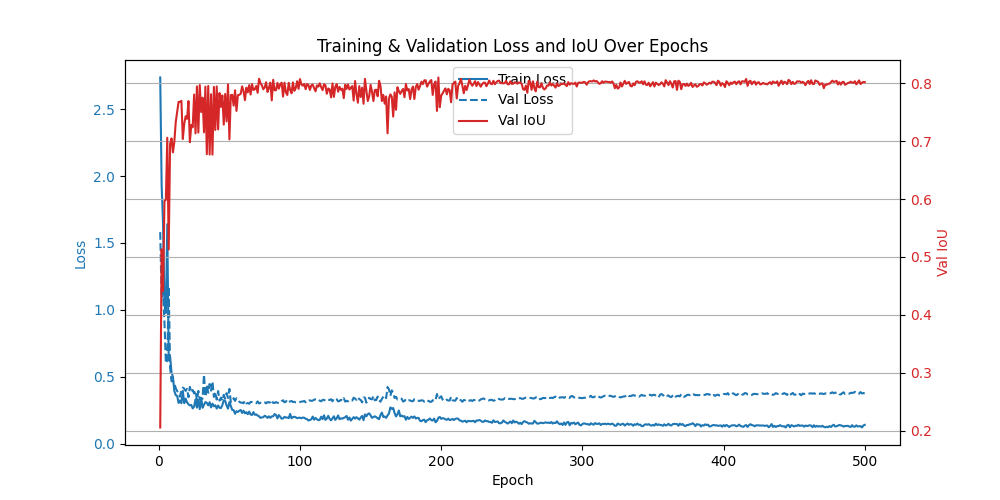 Training & Validation Loss and IoU Over Epochs
Train Loss
Val Loss
Val IoU
Loss
2.5
2.0
1.5
1.0
0.5
0.0
0.8
0.7
0.6
0.5
0.4
0.3
0.2
Val IoU
0
100
200
300
400
500
Epoch